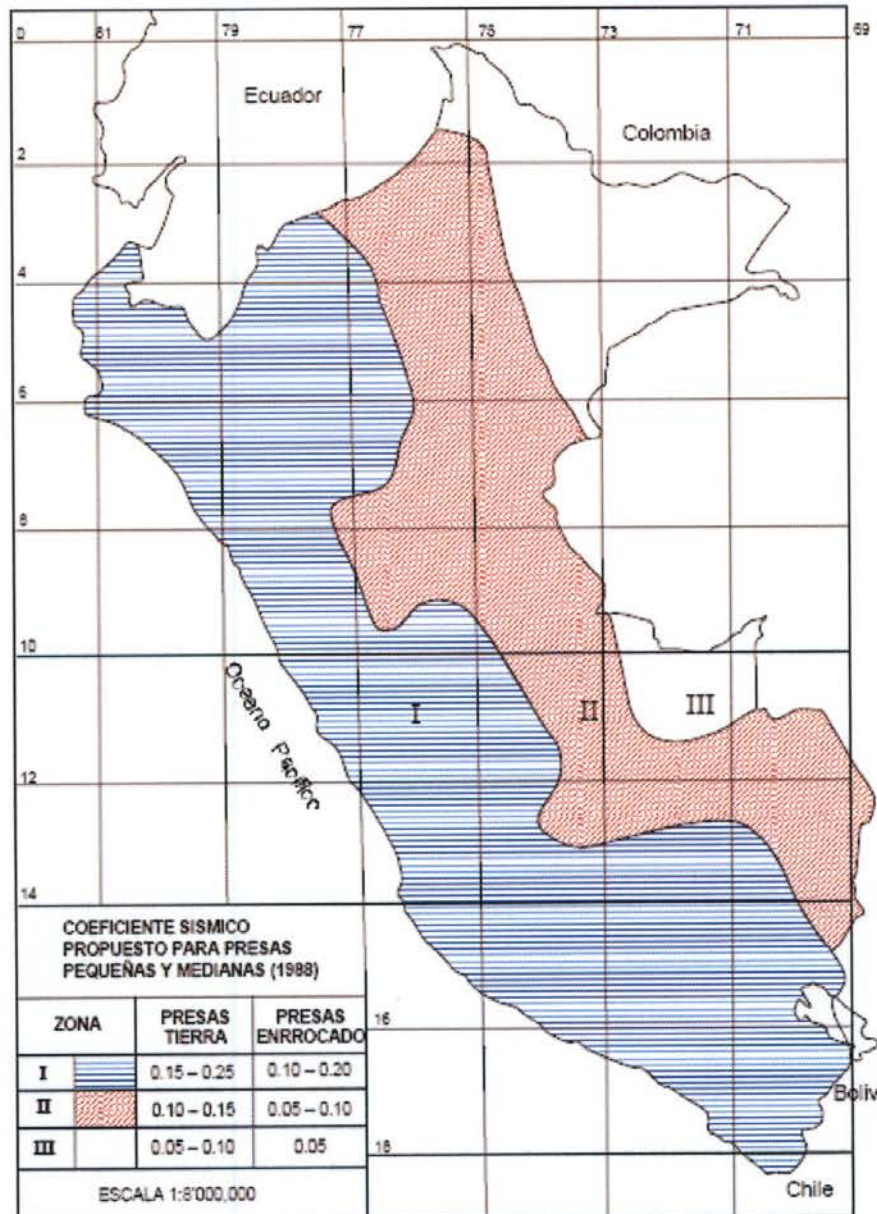 0 81 79 77 75 73 71 69
Ecuador
Colombia
2
4
6
8
10
Oceano Pacifico
I
II
III
12
14
COEFICIENTE SISMICO
PROPUESTO PARA PRESAS
PEQUEÑAS Y MEDIANAS (1988)
ZONA PRESAS TIERRA PRESAS ENRROCADO
I 0.15 – 0.25 0.10 – 0.20
II 0.10 – 0.15 0.05 – 0.10
III 0.05 – 0.10 0.05
ESCALA 1:8'000,000
16
Boliv
18
Chile